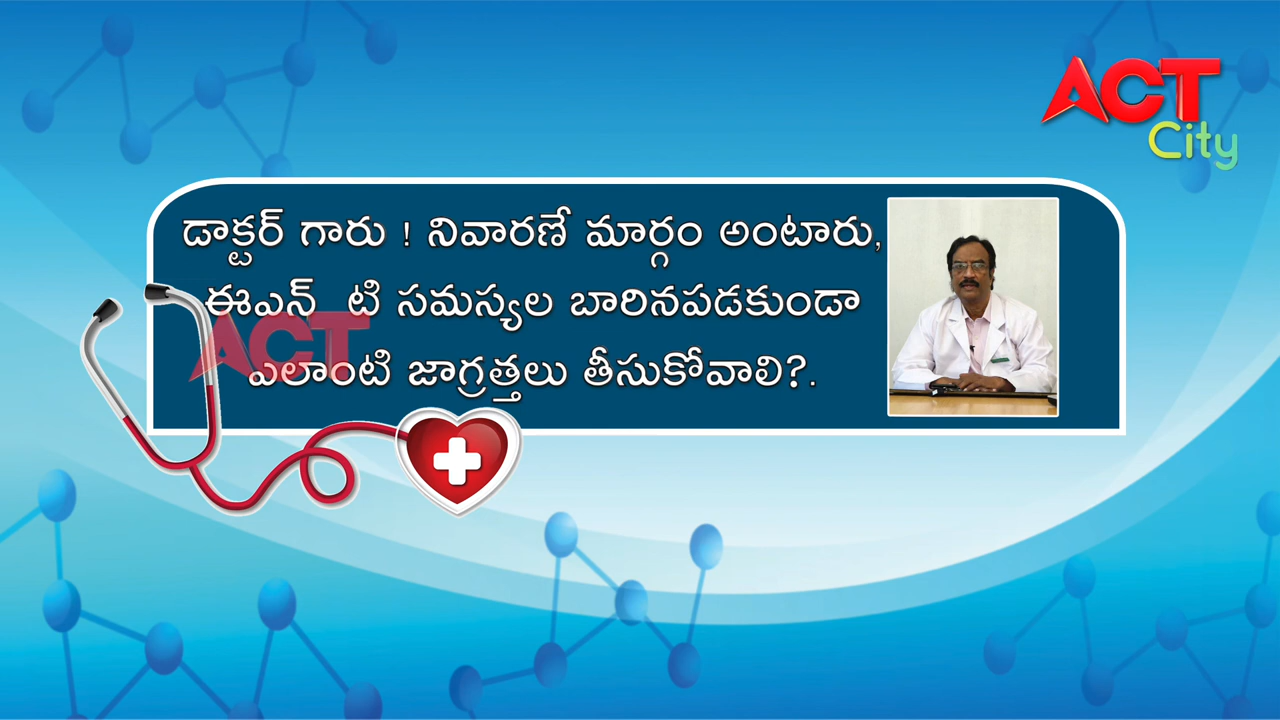 ACT
City
డాక్టర్ గారు ! నివారణే మార్గం అంటారు,
ఈఎన్ టి సమస్యల బారినపడకుండా
ఎలాంటి జాగ్రత్తలు తీసుకోవాలి?.
ACT